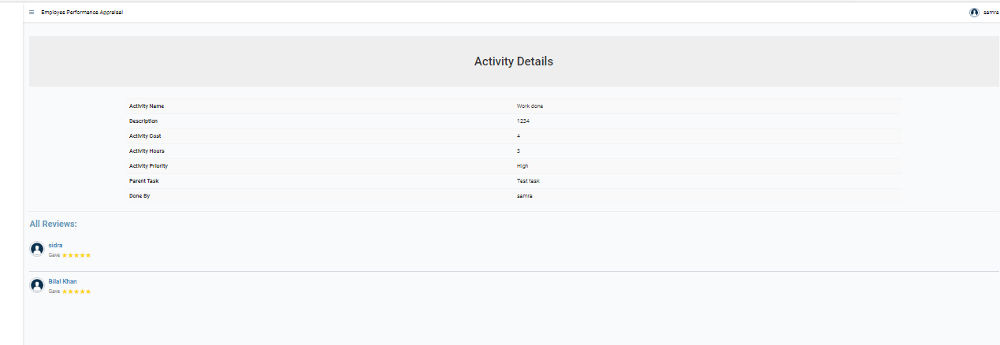 Employee Performance Appraisal
samra
Activity Details
Activity Name Work done
Description 1234
Activity Cost 4
Activity Hours 3
Activity Priority High
Parent Task Test task
Done By samra
All Reviews:
sidra
Gave ★★★★★
Bilal Khan
Gave ★★★★★